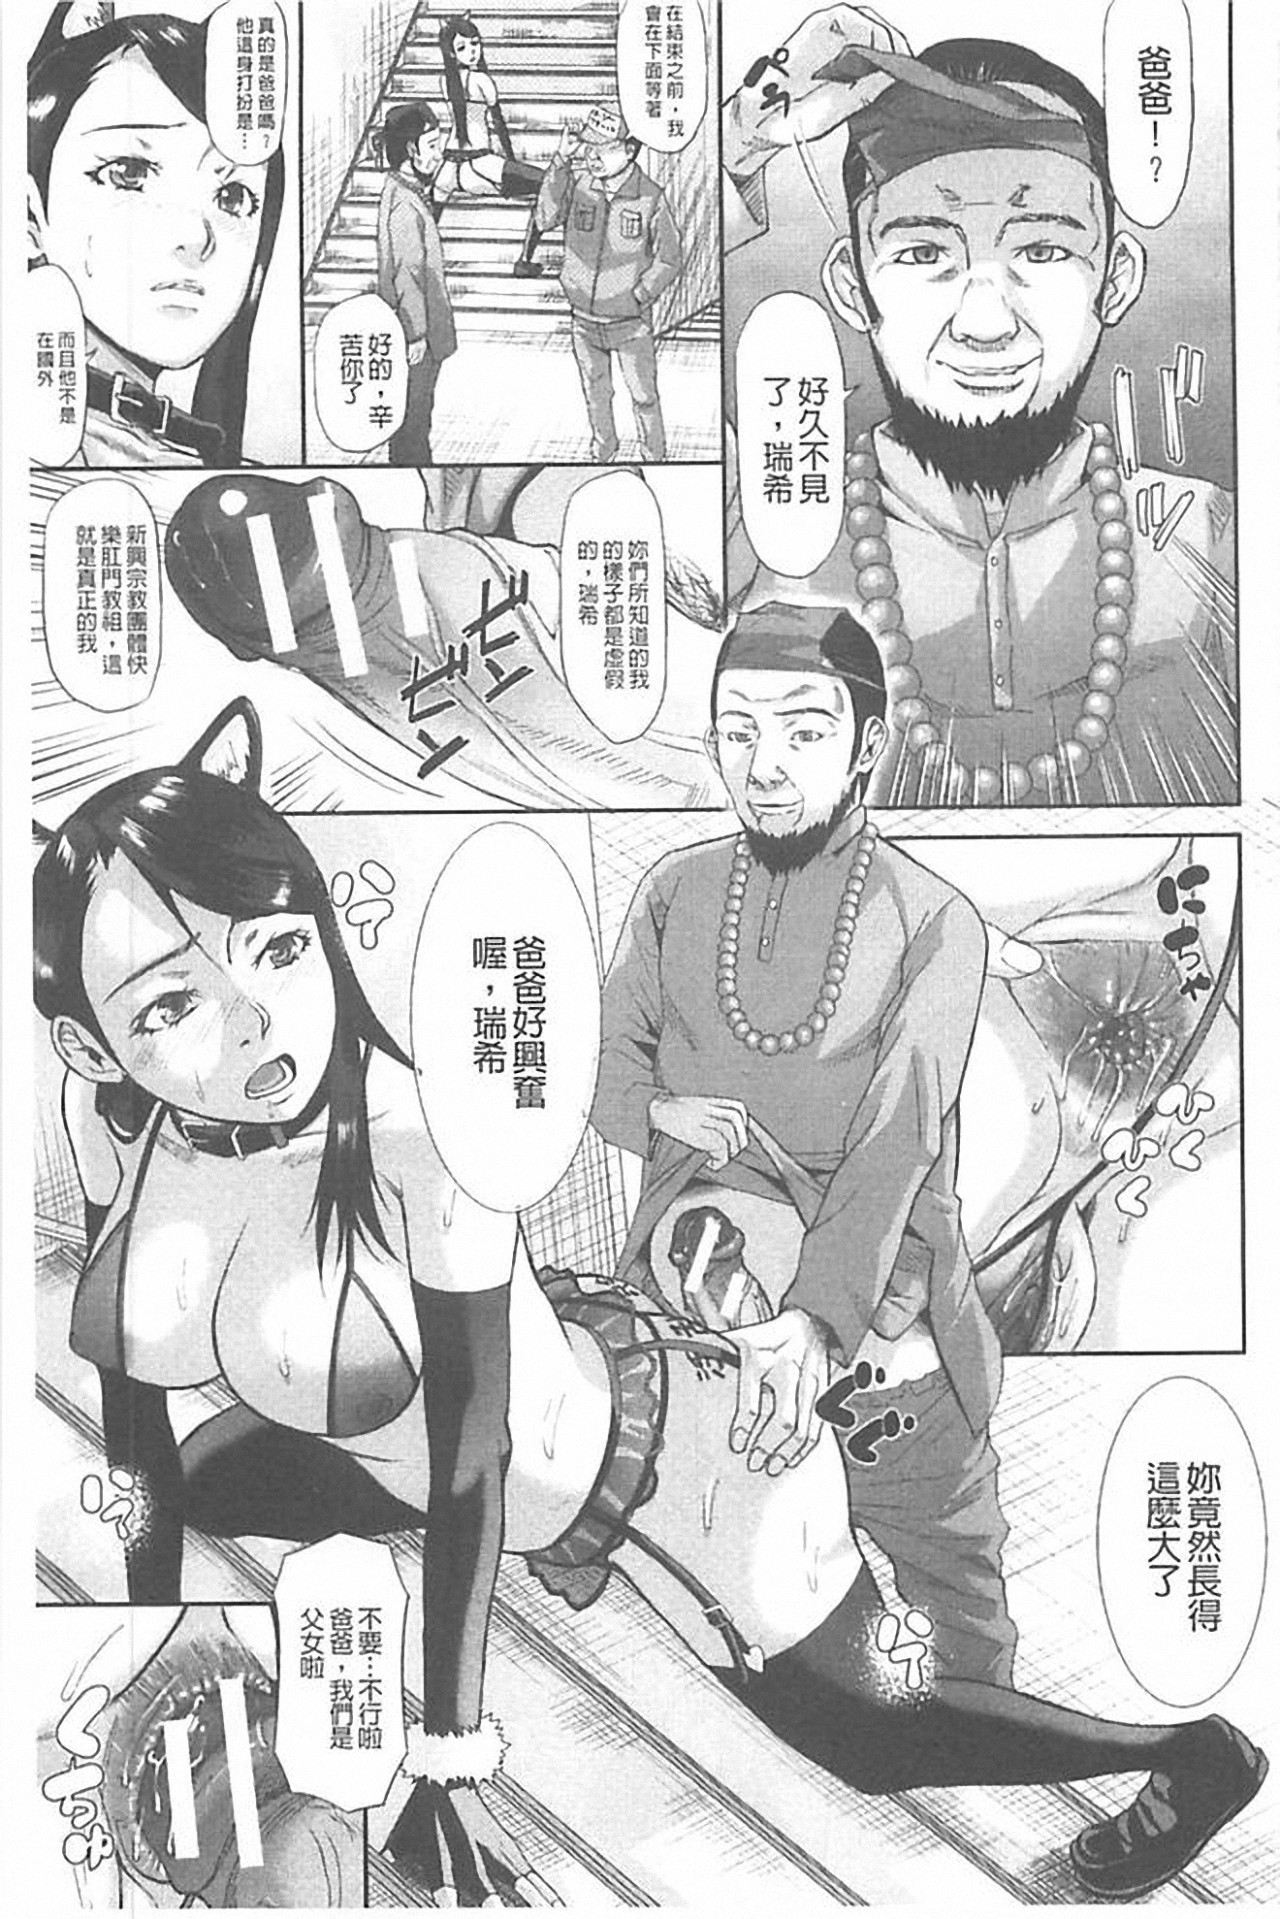 爸爸!?
好久不見
了，瑞希
在結束之前，我
會在下面等著
好的，辛
苦你了
真的是爸爸嗎?
他這身打扮是…
而且他不是
在國外
妳們所知道的我
的樣子都是虛假
的，瑞希
新興宗教團體快
樂肛門教祖，這
就是真正的我
にちゃ
ひく
ひく
妳竟然長得
這麼大了
爸爸好興奮
喔，瑞希
不要…不行啦
爸爸，我們是
父女啦
くちゅ